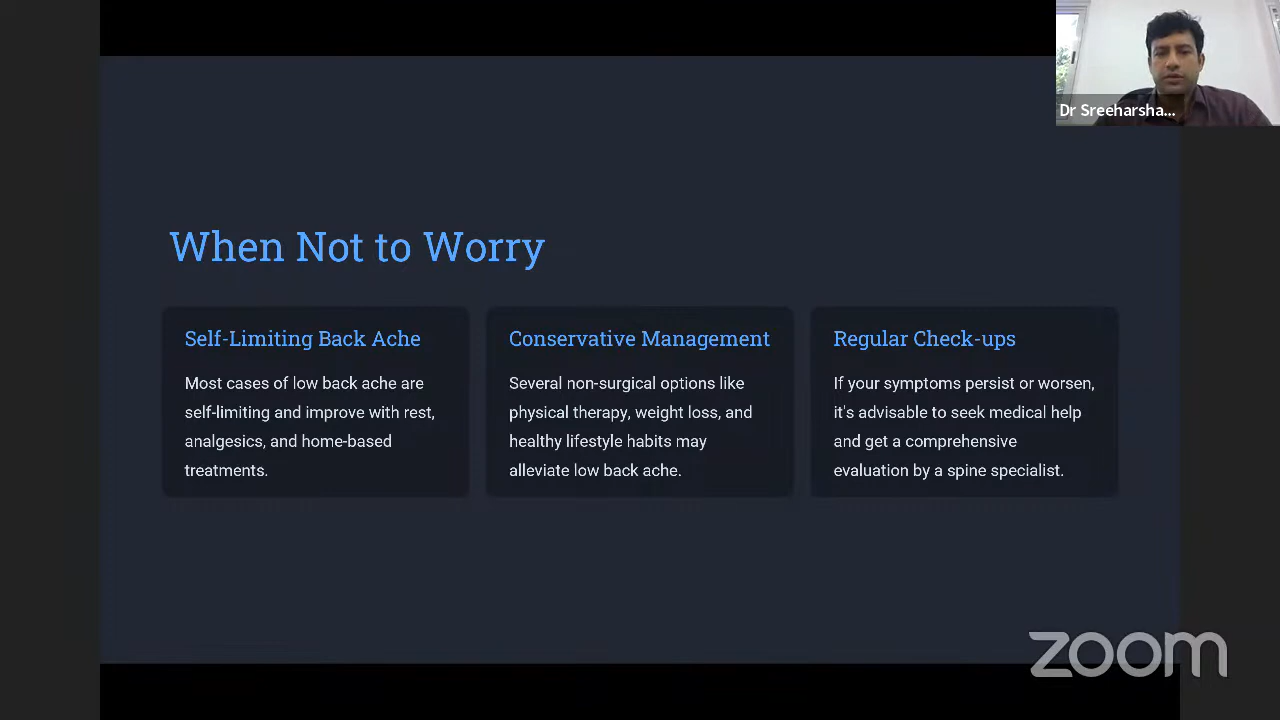 Dr Sreeharsha...
When Not to Worry
Self-Limiting Back Ache
Most cases of low back ache are
self-limiting and improve with rest,
analgesics, and home-based
treatments.
Conservative Management
Several non-surgical options like
physical therapy, weight loss, and
healthy lifestyle habits may
alleviate low back ache.
Regular Check-ups
If your symptoms persist or worsen,
it's advisable to seek medical help
and get a comprehensive
evaluation by a spine specialist.
zoom